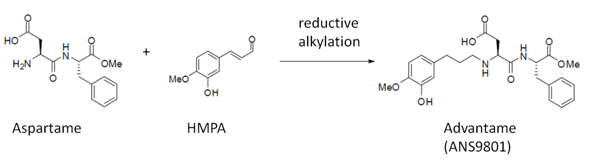 reductive
alkylation
O
HO
H
N
O
OMe
H2N
O
+
O
MeO
OH
O
HO
H
N
O
OMe
N
H
O
MeO
OH
Aspartame
HMPA
Advantame
(ANS9801)